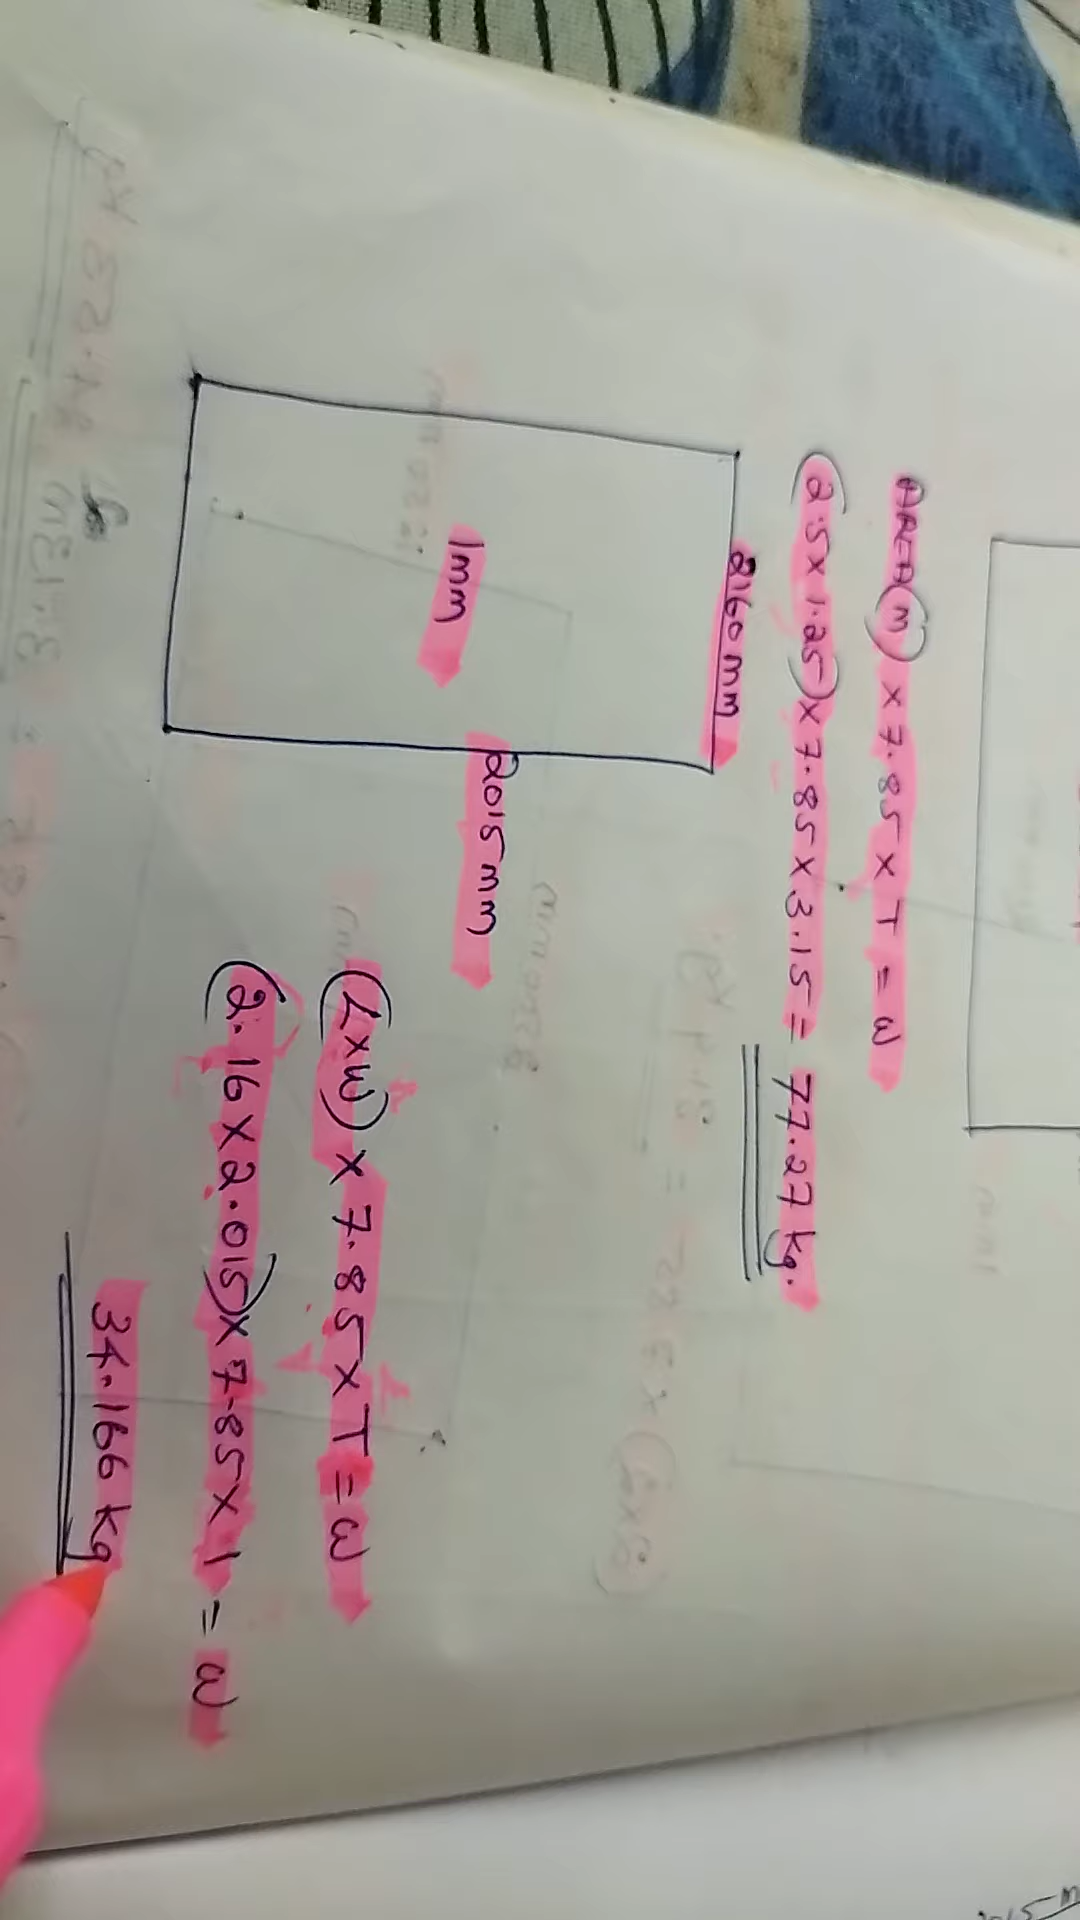 AREA(m) x 7.85 x T = W
(2.5 x 1.25) x 7.85 x 3.15 = 77.27 kg.
2160 mm
1mm
2015 mm
(L x W) x 7.85 x T = W
(2.16 x 2.015) x 7.85 x 1 = W
34.166 kg